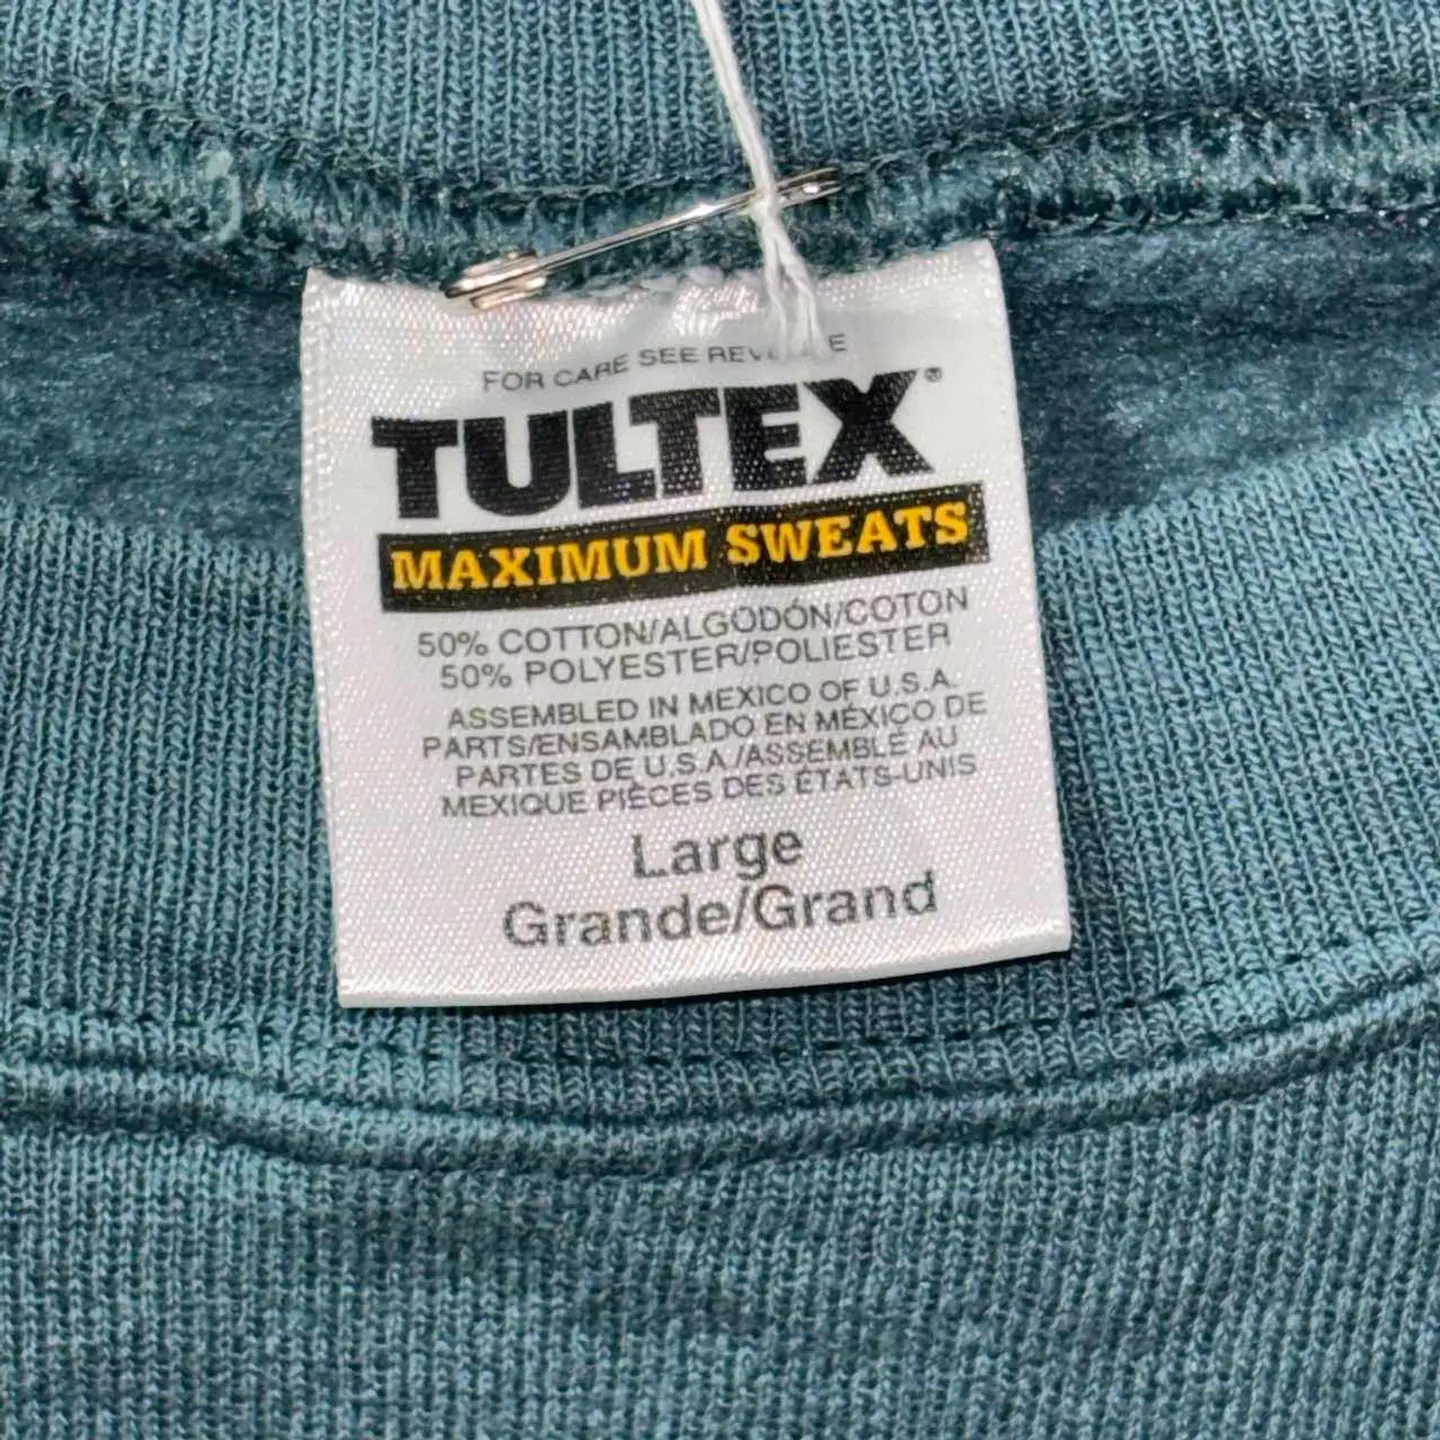 FOR CARE SEE REVERSE
TULTEX®
MAXIMUM SWEATS
50% COTTON/ALGODÓN/COTON
50% POLYESTER/POLIESTER
ASSEMBLED IN MEXICO OF U.S.A.
PARTS/ENSAMBLADO EN MÉXICO DE
PARTES DE U.S.A./ASSEMBLÉ AU
MEXIQUE PIÈCES DES ÉTATS-UNIS
Large
Grande/Grand